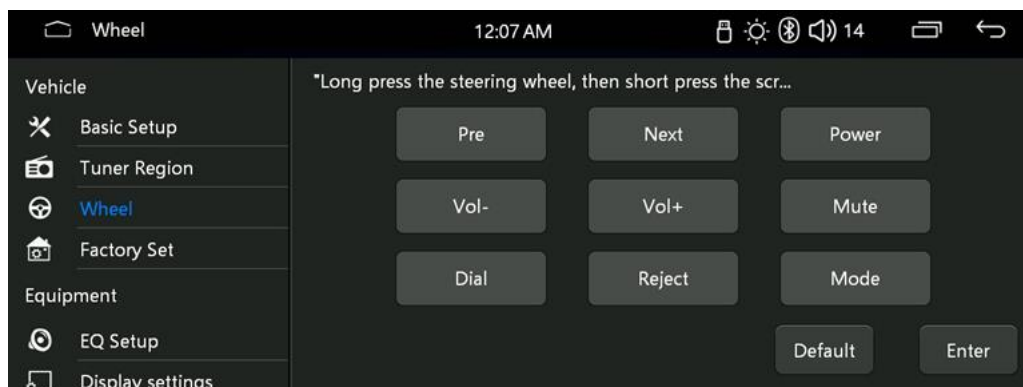 Wheel 12:07 AM 14
Vehicle
Basic Setup
Tuner Region
Wheel
Factory Set
Equipment
EQ Setup
Display settings
"Long press the steering wheel, then short press the scr...
Pre Next Power
Vol- Vol+ Mute
Dial Reject Mode
Default Enter